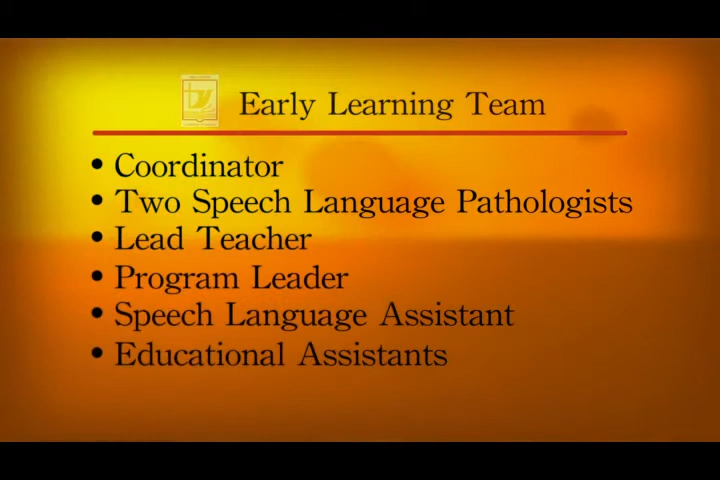 Early Learning Team
• Coordinator
• Two Speech Language Pathologists
• Lead Teacher
• Program Leader
• Speech Language Assistant
• Educational Assistants